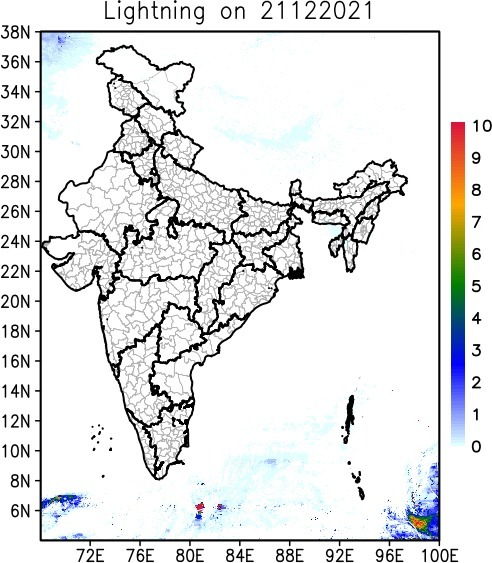 Lightning on 21122021
38N
36N
34N
32N
30N
28N
26N
24N
22N
20N
18N
16N
14N
12N
10N
8N
6N
72E 76E 80E 84E 88E 92E 96E 100E
10
9
8
7
6
5
4
3
2
1
0